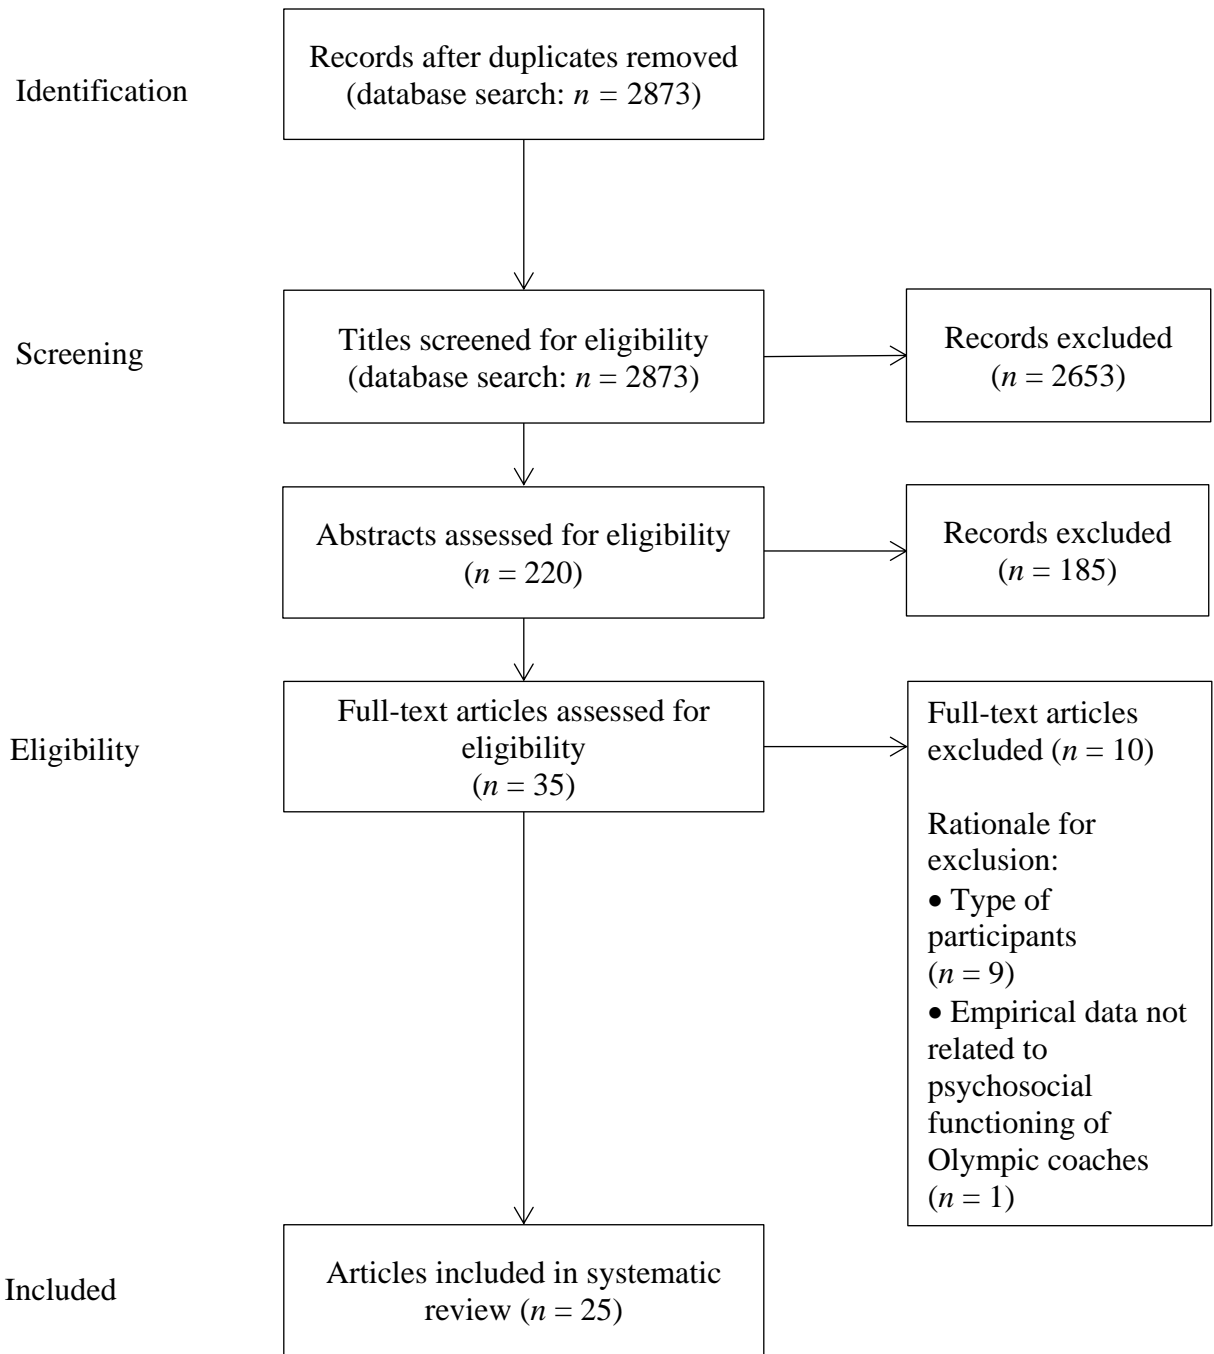 Identification
Records after duplicates removed
(database search: n = 2873)
Screening
Titles screened for eligibility
(database search: n = 2873)
Records excluded
(n = 2653)
Abstracts assessed for eligibility
(n = 220)
Records excluded
(n = 185)
Eligibility
Full-text articles assessed for
eligibility
(n = 35)
Full-text articles
excluded (n = 10)
Rationale for
exclusion:
• Type of
participants
(n = 9)
• Empirical data not
related to
psychosocial
functioning of
Olympic coaches
(n = 1)
Included
Articles included in systematic
review (n = 25)